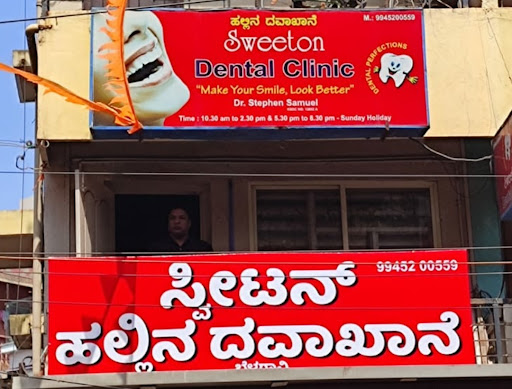 ಹಲ್ಲಿನ ದವಾಖಾನೆ
M.: 9945200559
Sweeton
Dental Clinic
DENTAL PERFECTIONS
"Make Your Smile, Look Better"
Dr. Stephen Samuel
Time : 10.30 am to 2.30 pm & 5.30 pm to 8.30 pm - Sunday Holiday
99452 00559
ಸ್ವೀಟನ್
ಹಲ್ಲಿನ ದವಾಖಾನೆ